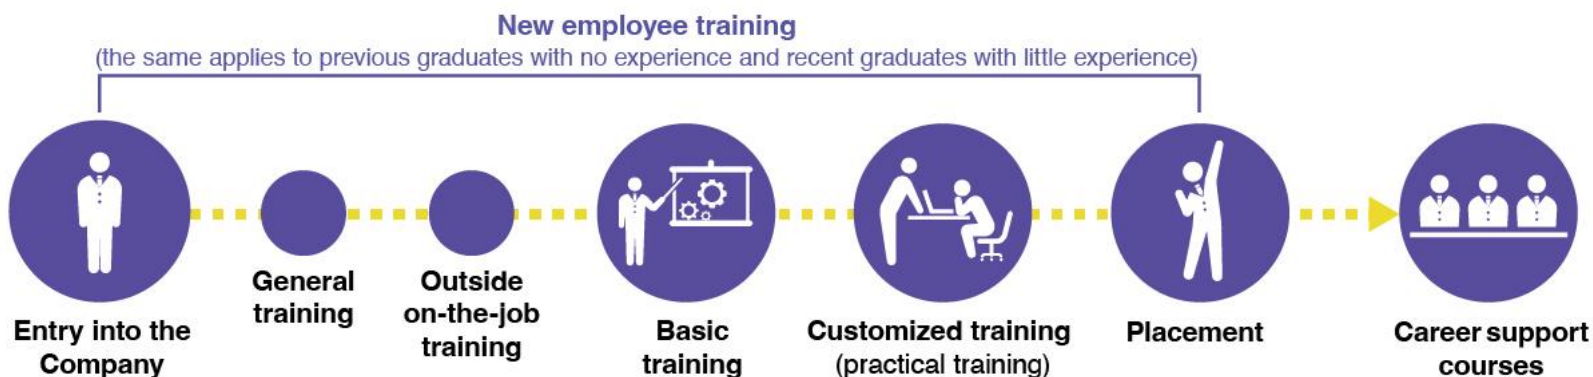 New employee training
(the same applies to previous graduates with no experience and recent graduates with little experience)
Entry into the
Company
General
training
Outside
on-the-job
training
Basic
training
Customized training
(practical training)
Placement
Career support
courses